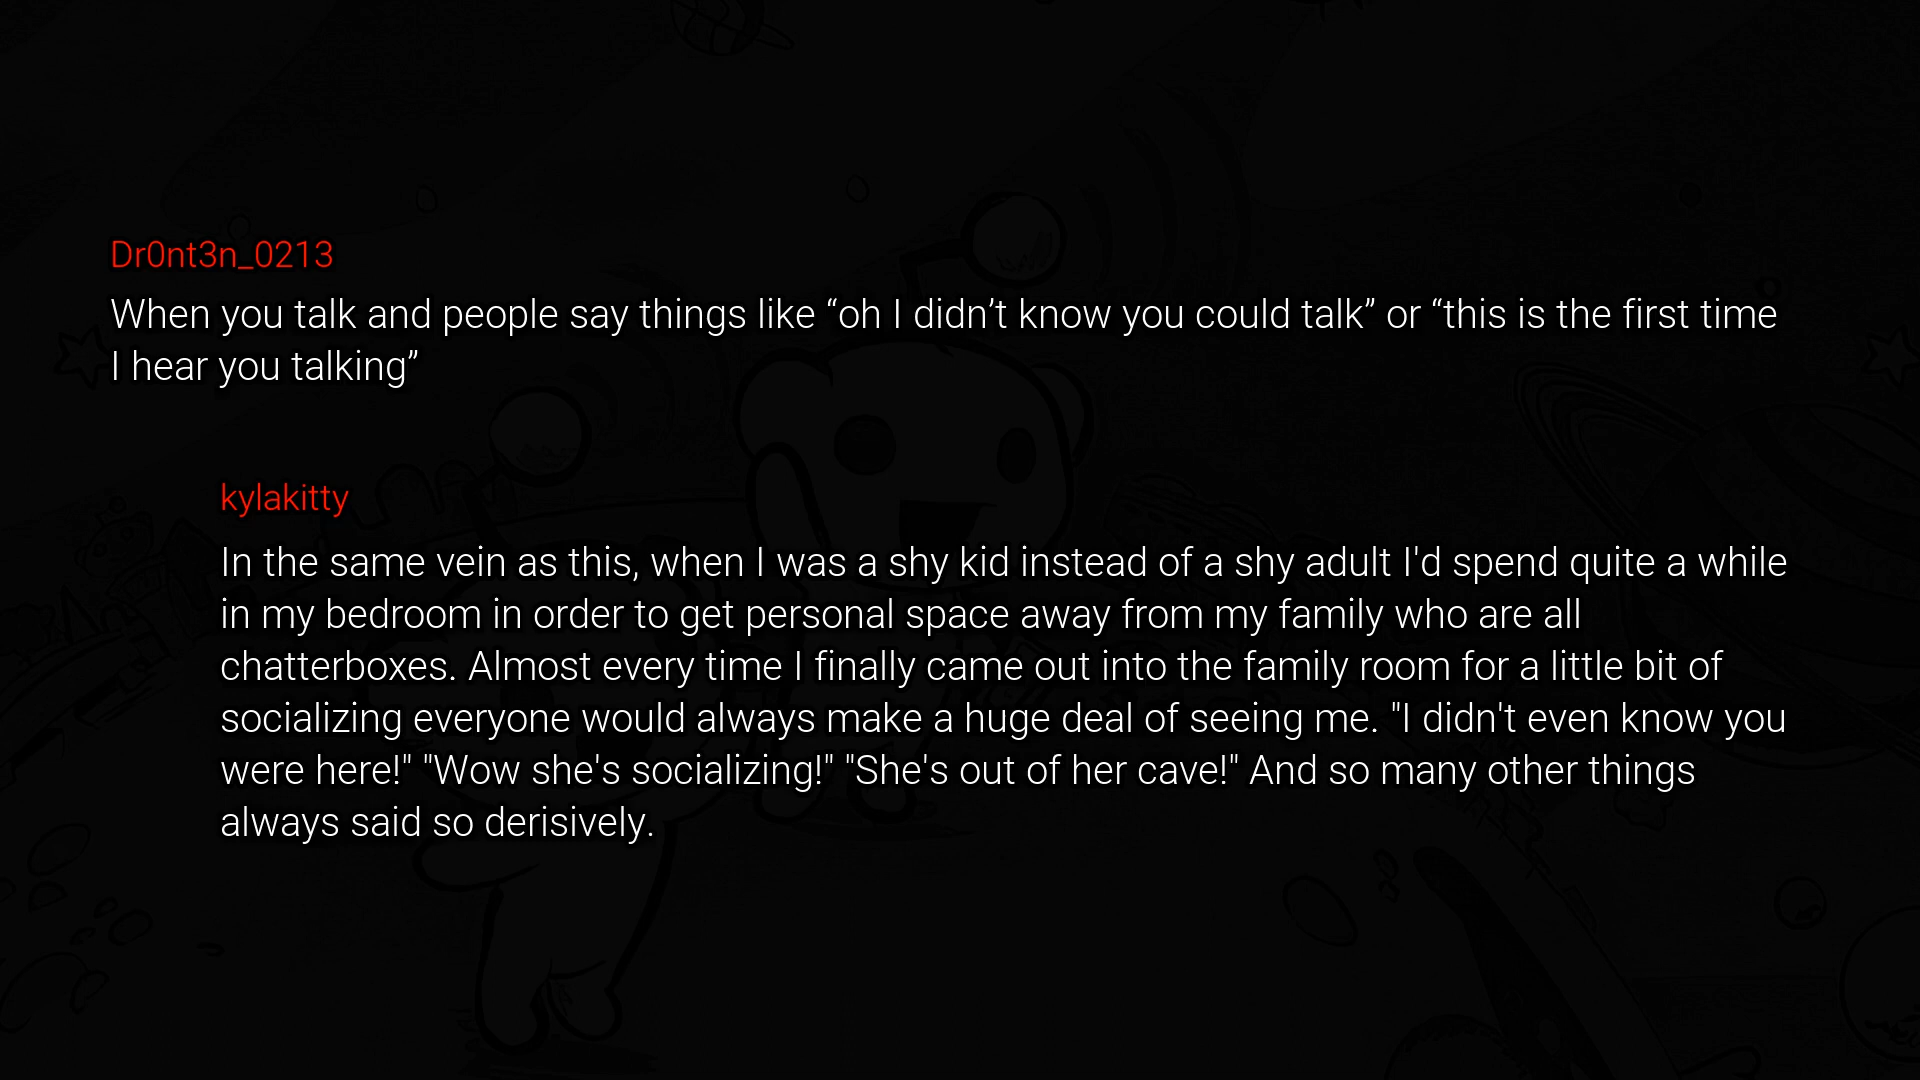 Dr0nt3n_0213
When you talk and people say things like “oh I didn’t know you could talk” or “this is the first time
I hear you talking”
kylakitty
In the same vein as this, when I was a shy kid instead of a shy adult I'd spend quite a while
in my bedroom in order to get personal space away from my family who are all
chatterboxes. Almost every time I finally came out into the family room for a little bit of
socializing everyone would always make a huge deal of seeing me. "I didn't even know you
were here!" "Wow she's socializing!" "She's out of her cave!" And so many other things
always said so derisively.